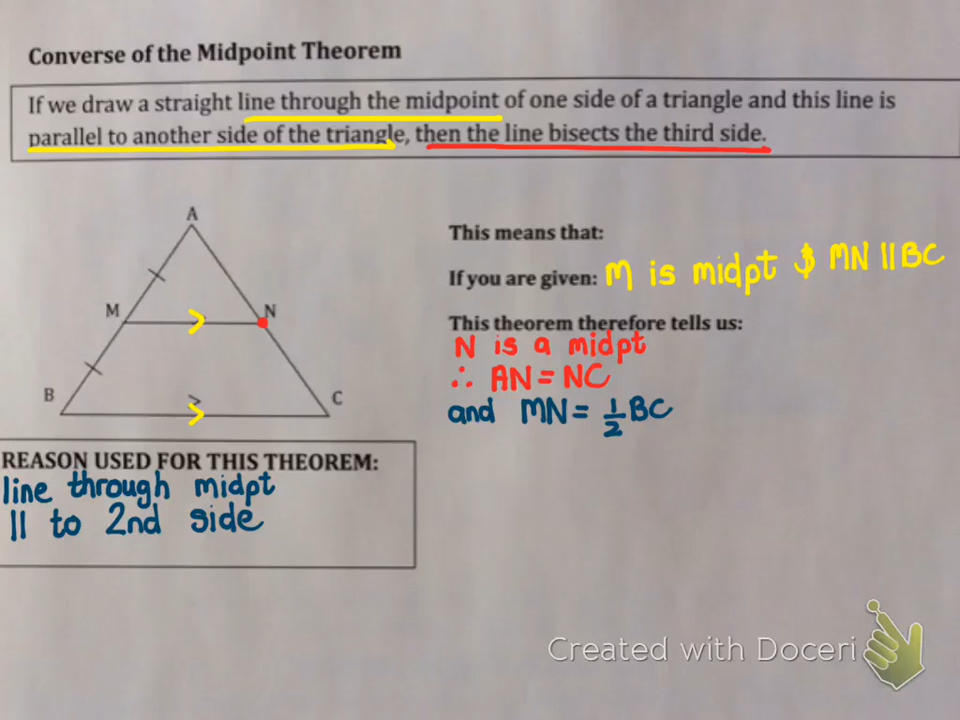 Converse of the Midpoint Theorem
If we draw a straight line through the midpoint of one side of a triangle and this line is
parallel to another side of the triangle, then the line bisects the third side.
A
M
N
B
C
This means that:
If you are given: M is midpt $ MN || BC
This theorem therefore tells us:
N is a midpt
∴ AN = NC
and MN = 1/2 BC
REASON USED FOR THIS THEOREM:
line through midpt
|| to 2nd side
Created with Doceri